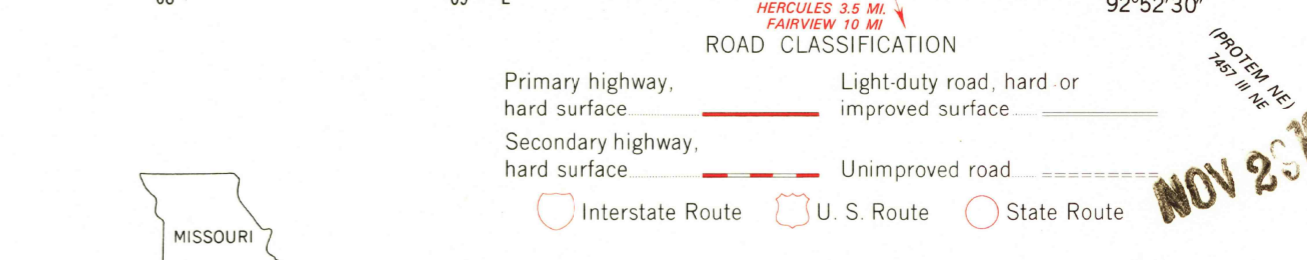 92°52'30"
HERCULES 3.5 MI.
FAIRVIEW 10 MI
ROAD CLASSIFICATION
Primary highway,
hard surface
Light-duty road, hard or
improved surface
Secondary highway,
hard surface
Unimproved road
Interstate Route
U. S. Route
State Route
(PROTEM NE)
7457 III NE
NOV 2
MISSOURI